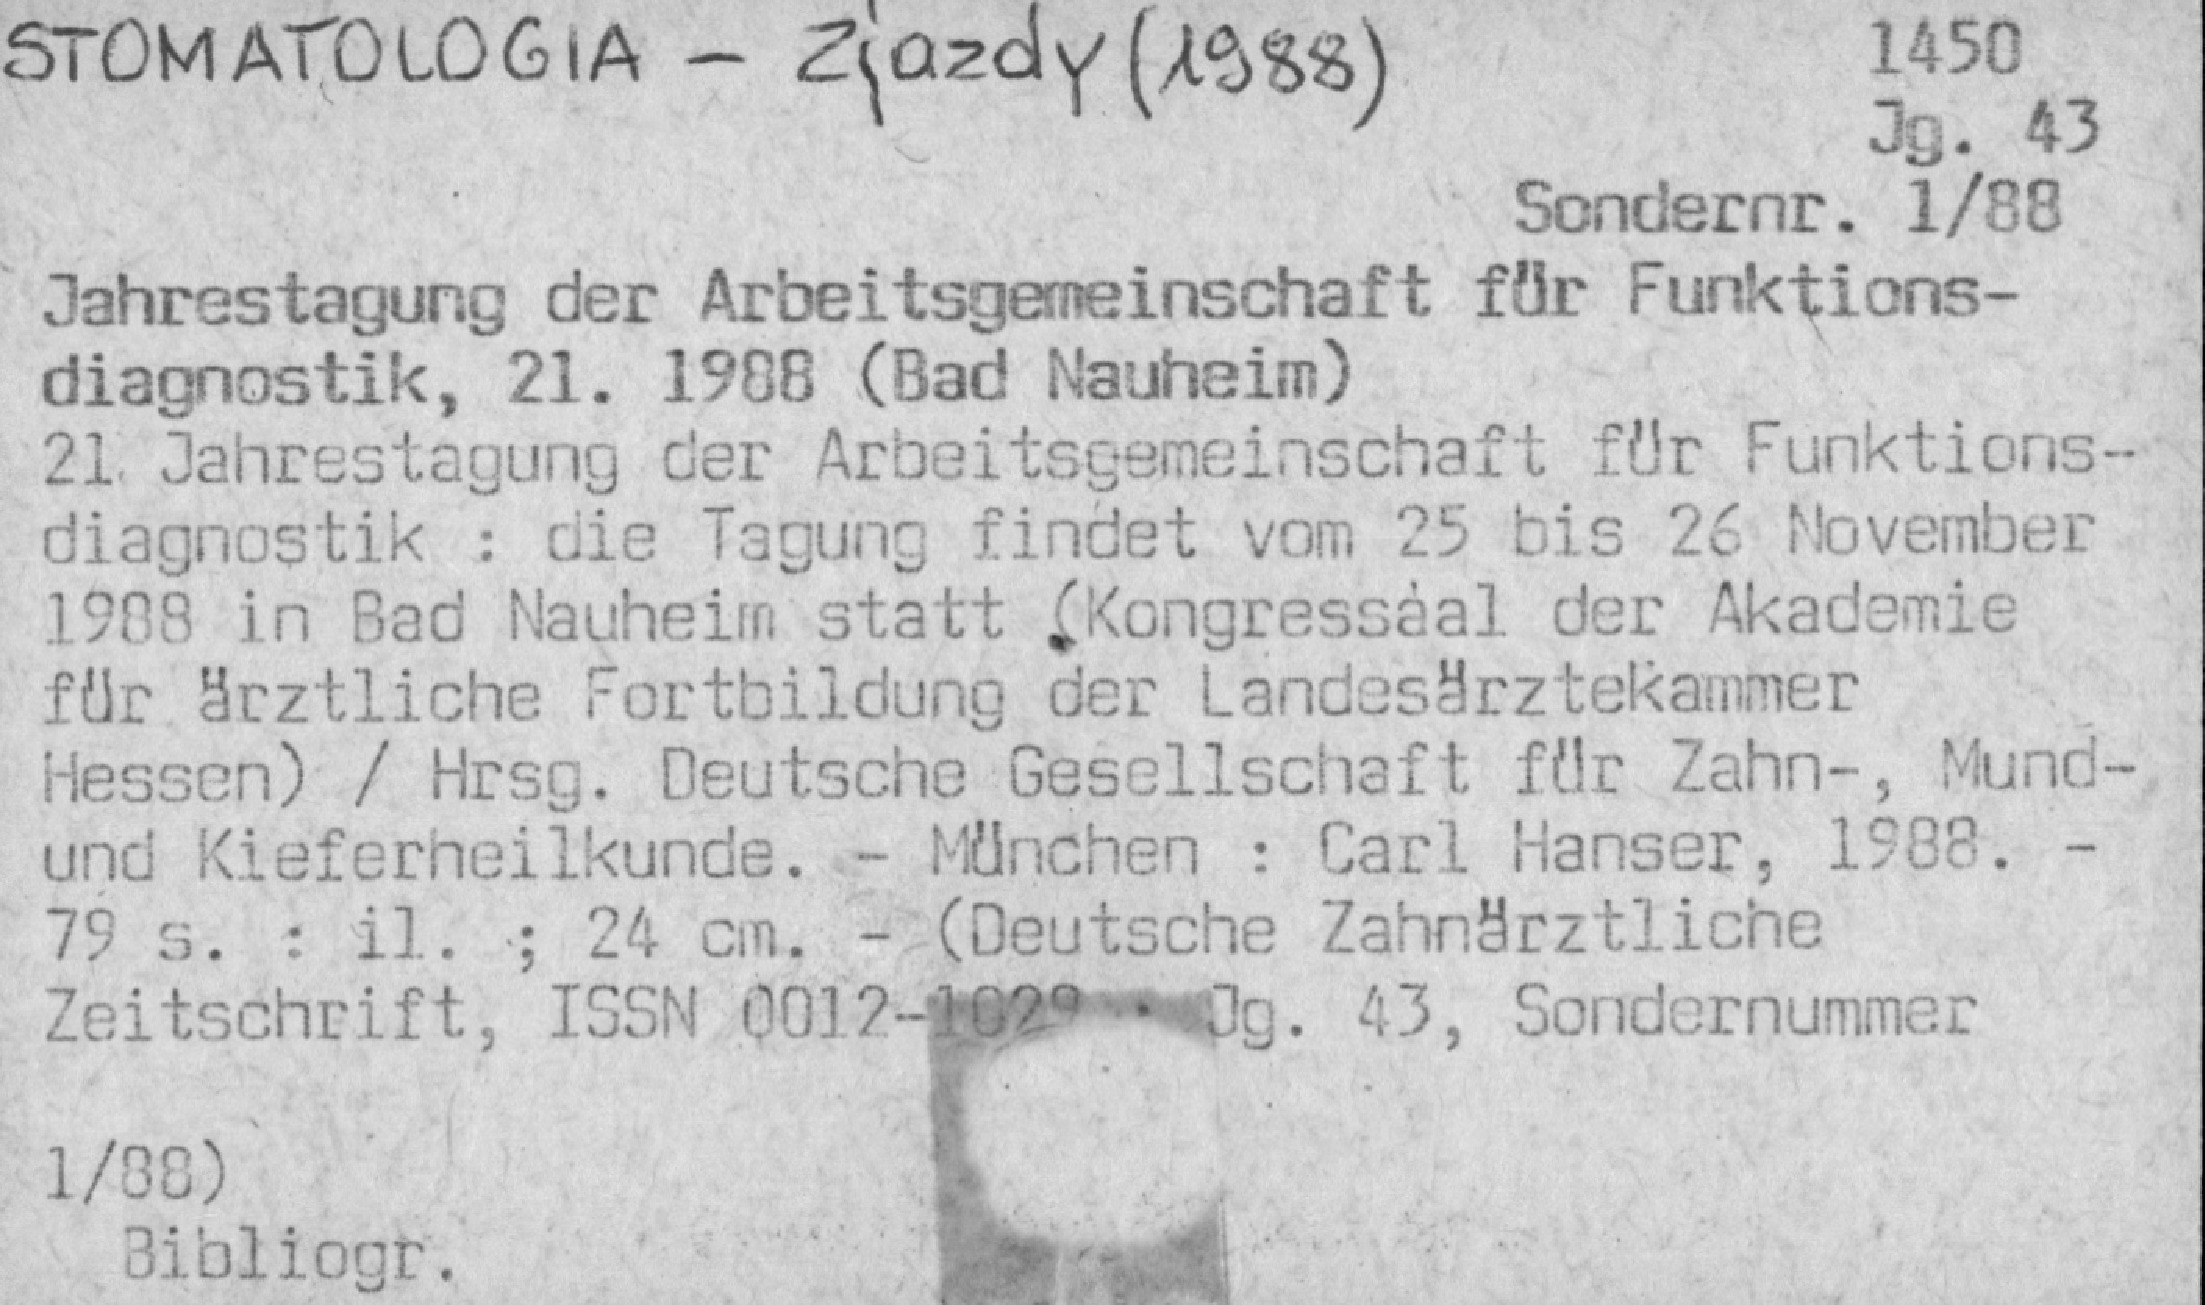 STOMATOLOGIA - Zjazdy (1988)
1450
Jg. 43
Sondernr. 1/88
Jahrestagung der Arbeitsgemeinschaft für Funktions-
diagnostik, 21. 1988 (Bad Nauheim)
21. Jahrestagung der Arbeitsgemeinschaft für Funktions-
diagnostik : die Tagung findet vom 25 bis 26 November
1988 in Bad Nauheim statt (Kongressaal der Akademie
für ärztliche Fortbildung der Landesärztekammer
Hessen) / Hrsg. Deutsche Gesellschaft für Zahn-, Mund-
und Kieferheilkunde. - München : Carl Hanser, 1988. -
79 s. : il. ; 24 cm. - (Deutsche Zahnärztliche
Zeitschrift, ISSN 0012-1029 ; Jg. 43, Sondernummer
1/88)
Bibliogr.